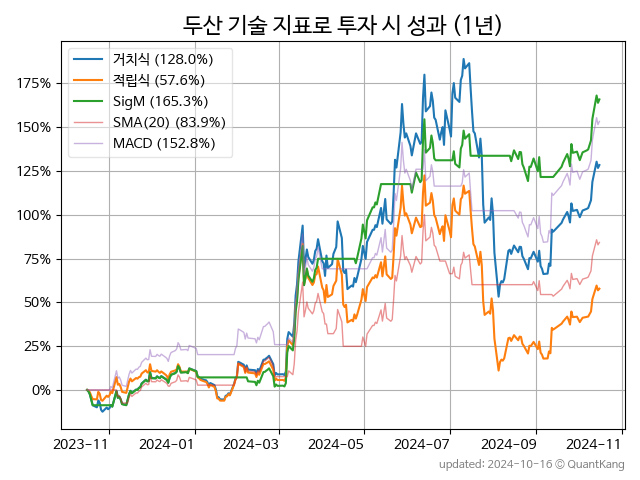 두산 기술 지표로 투자 시 성과 (1년)
거치식 (128.0%)
적립식 (57.6%)
SigM (165.3%)
SMA(20) (83.9%)
MACD (152.8%)
175%
150%
125%
100%
75%
50%
25%
0%
2023-11 2024-01 2024-03 2024-05 2024-07 2024-09 2024-11
updated: 2024-10-16 © QuantKang